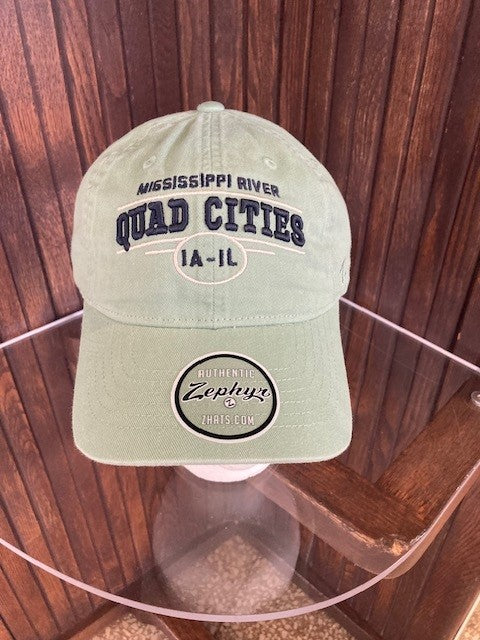 MISSISSIPPI RIVER
QUAD CITIES
IA-IL
AUTHENTIC
Zephyr
Z
ZHATS.COM